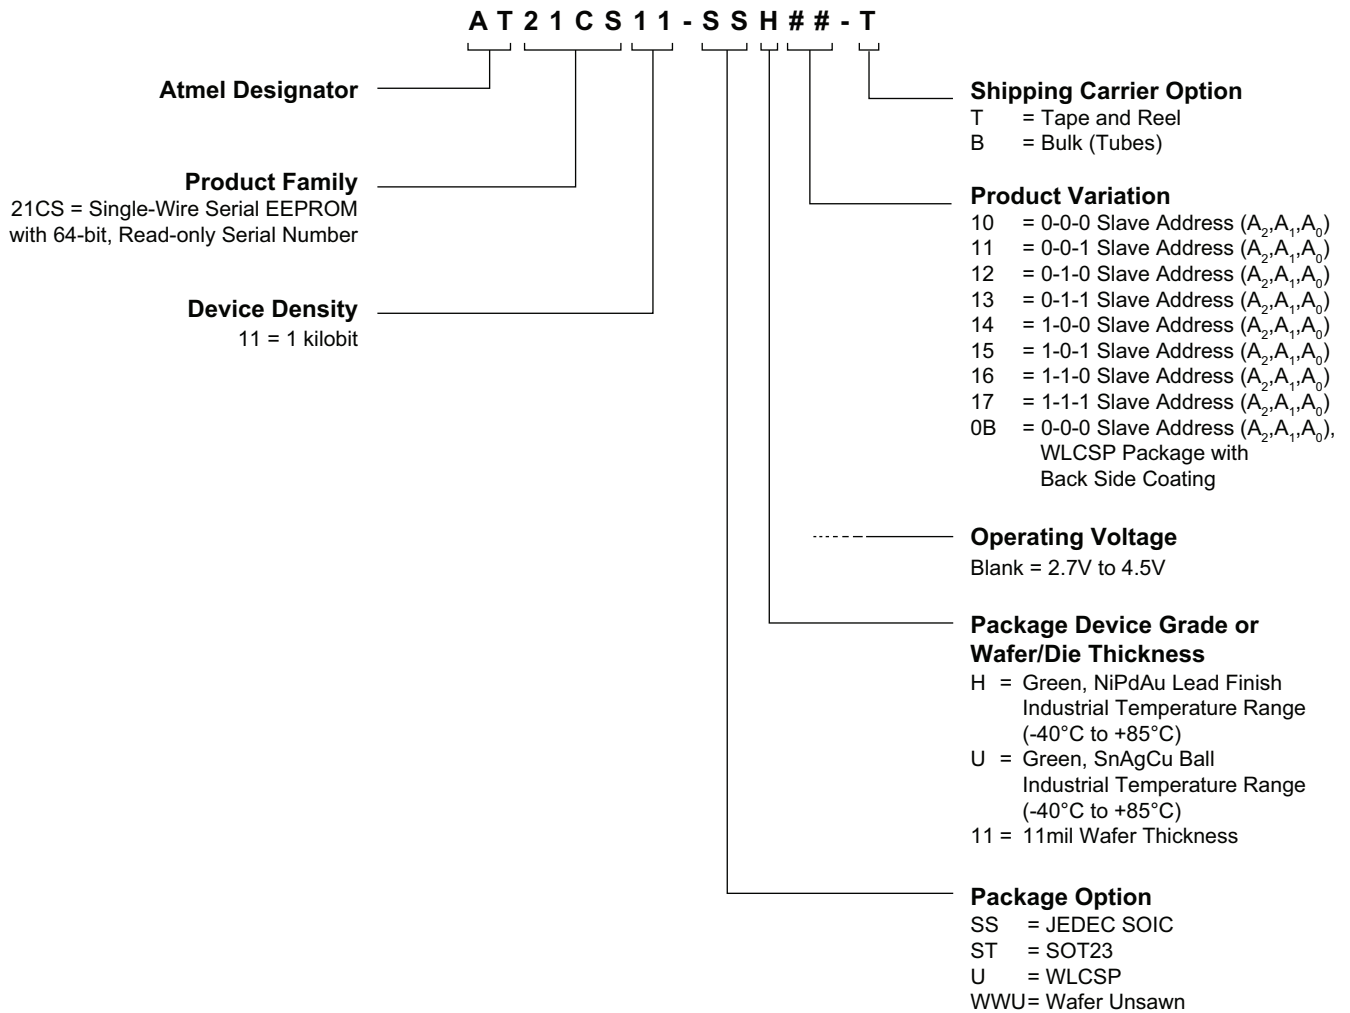 AT21CS11-SSH##-T
Atmel Designator
Product Family
21CS = Single-Wire Serial EEPROM
with 64-bit, Read-only Serial Number
Device Density
11 = 1 kilobit
Shipping Carrier Option
T = Tape and Reel
B = Bulk (Tubes)
Product Variation
10 = 0-0-0 Slave Address (A2,A1,A0)
11 = 0-0-1 Slave Address (A2,A1,A0)
12 = 0-1-0 Slave Address (A2,A1,A0)
13 = 0-1-1 Slave Address (A2,A1,A0)
14 = 1-0-0 Slave Address (A2,A1,A0)
15 = 1-0-1 Slave Address (A2,A1,A0)
16 = 1-1-0 Slave Address (A2,A1,A0)
17 = 1-1-1 Slave Address (A2,A1,A0)
0B = 0-0-0 Slave Address (A2,A1,A0),
WLCSP Package with
Back Side Coating
Operating Voltage
Blank = 2.7V to 4.5V
Package Device Grade or
Wafer/Die Thickness
H = Green, NiPdAu Lead Finish
Industrial Temperature Range
(-40°C to +85°C)
U = Green, SnAgCu Ball
Industrial Temperature Range
(-40°C to +85°C)
11 = 11mil Wafer Thickness
Package Option
SS = JEDEC SOIC
ST = SOT23
U = WLCSP
WWU= Wafer Unsawn